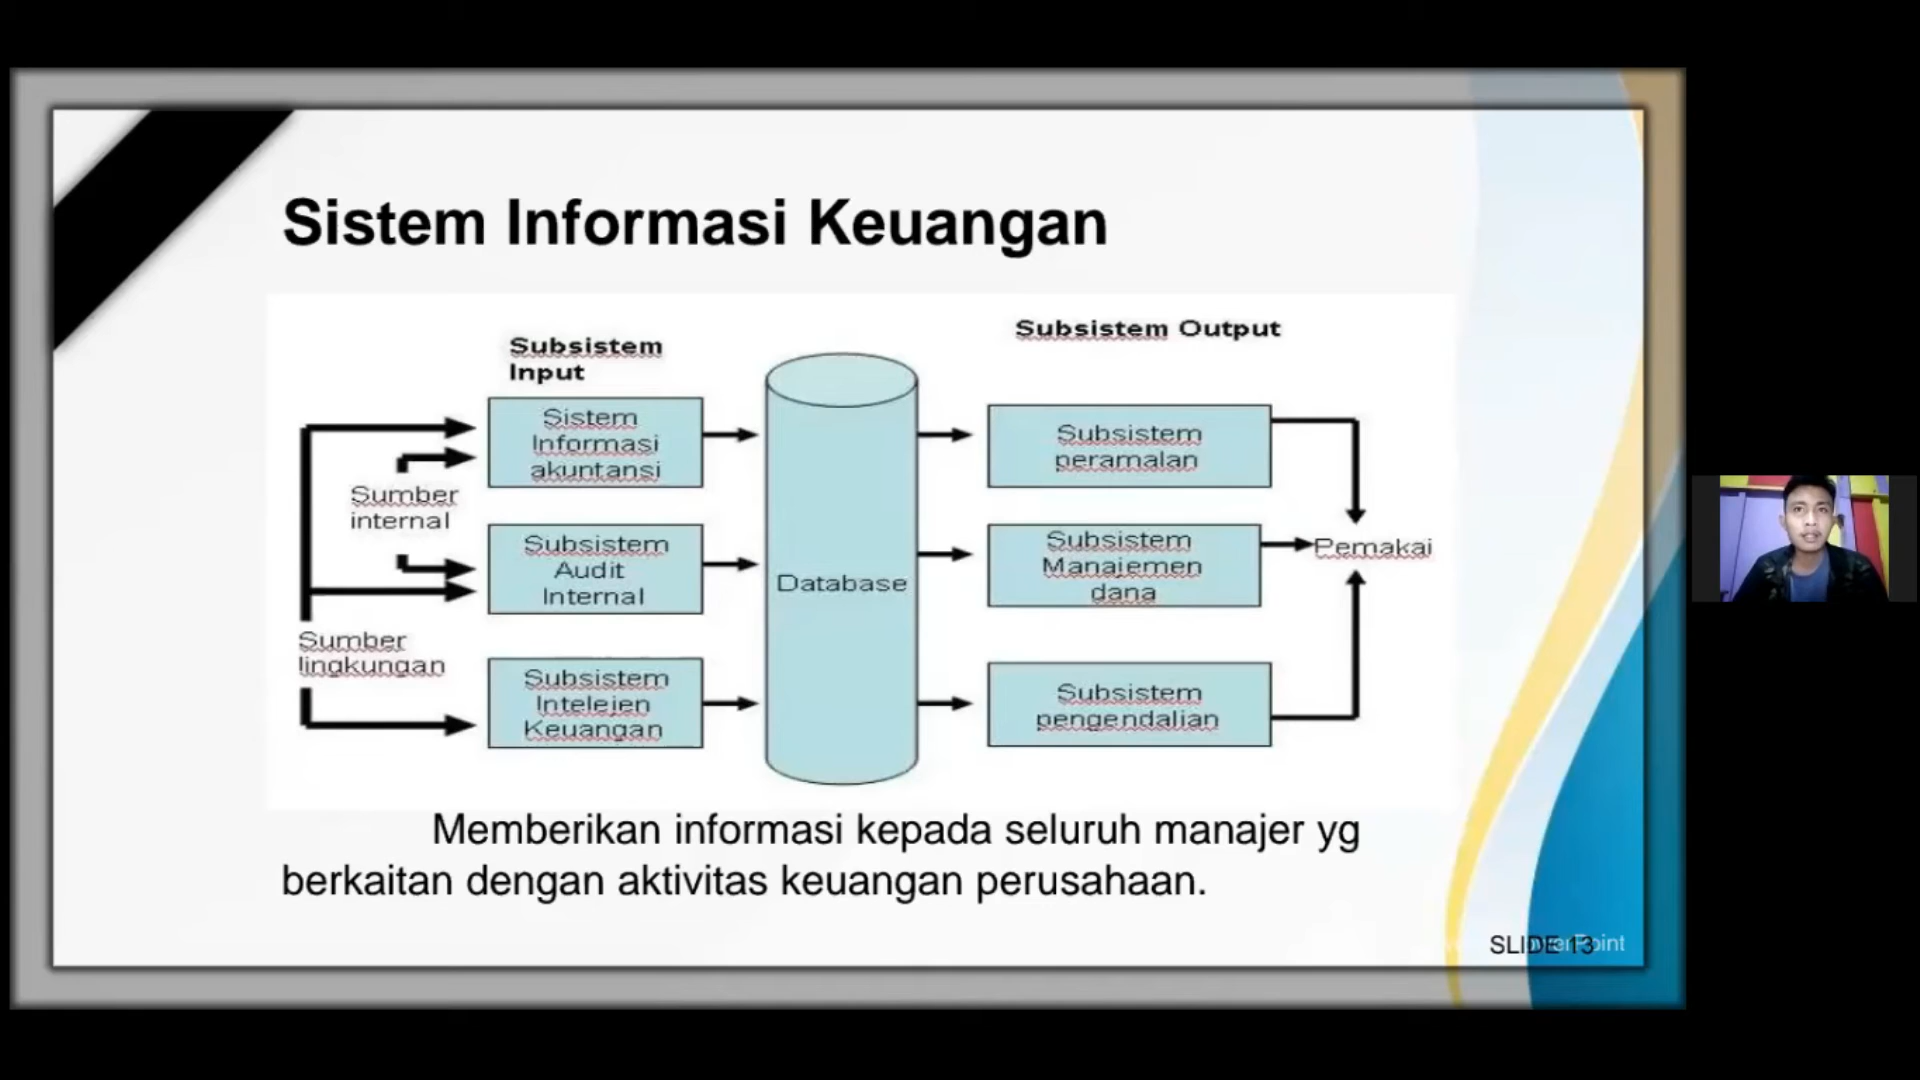 Sistem Informasi Keuangan
Subsistem
Input
Subsistem Output
Sistem
Informasi
akuntansi
Subsistem
peramalan
Sumber
internal
Subsistem
Audit
Internal
Database
Subsistem
Manajemen
dana
Pemakai
Sumber
lingkungan
Subsistem
Intelejen
Keuangan
Subsistem
pengendalian
Memberikan informasi kepada seluruh manajer yg
berkaitan dengan aktivitas keuangan perusahaan.
SLIDE 13